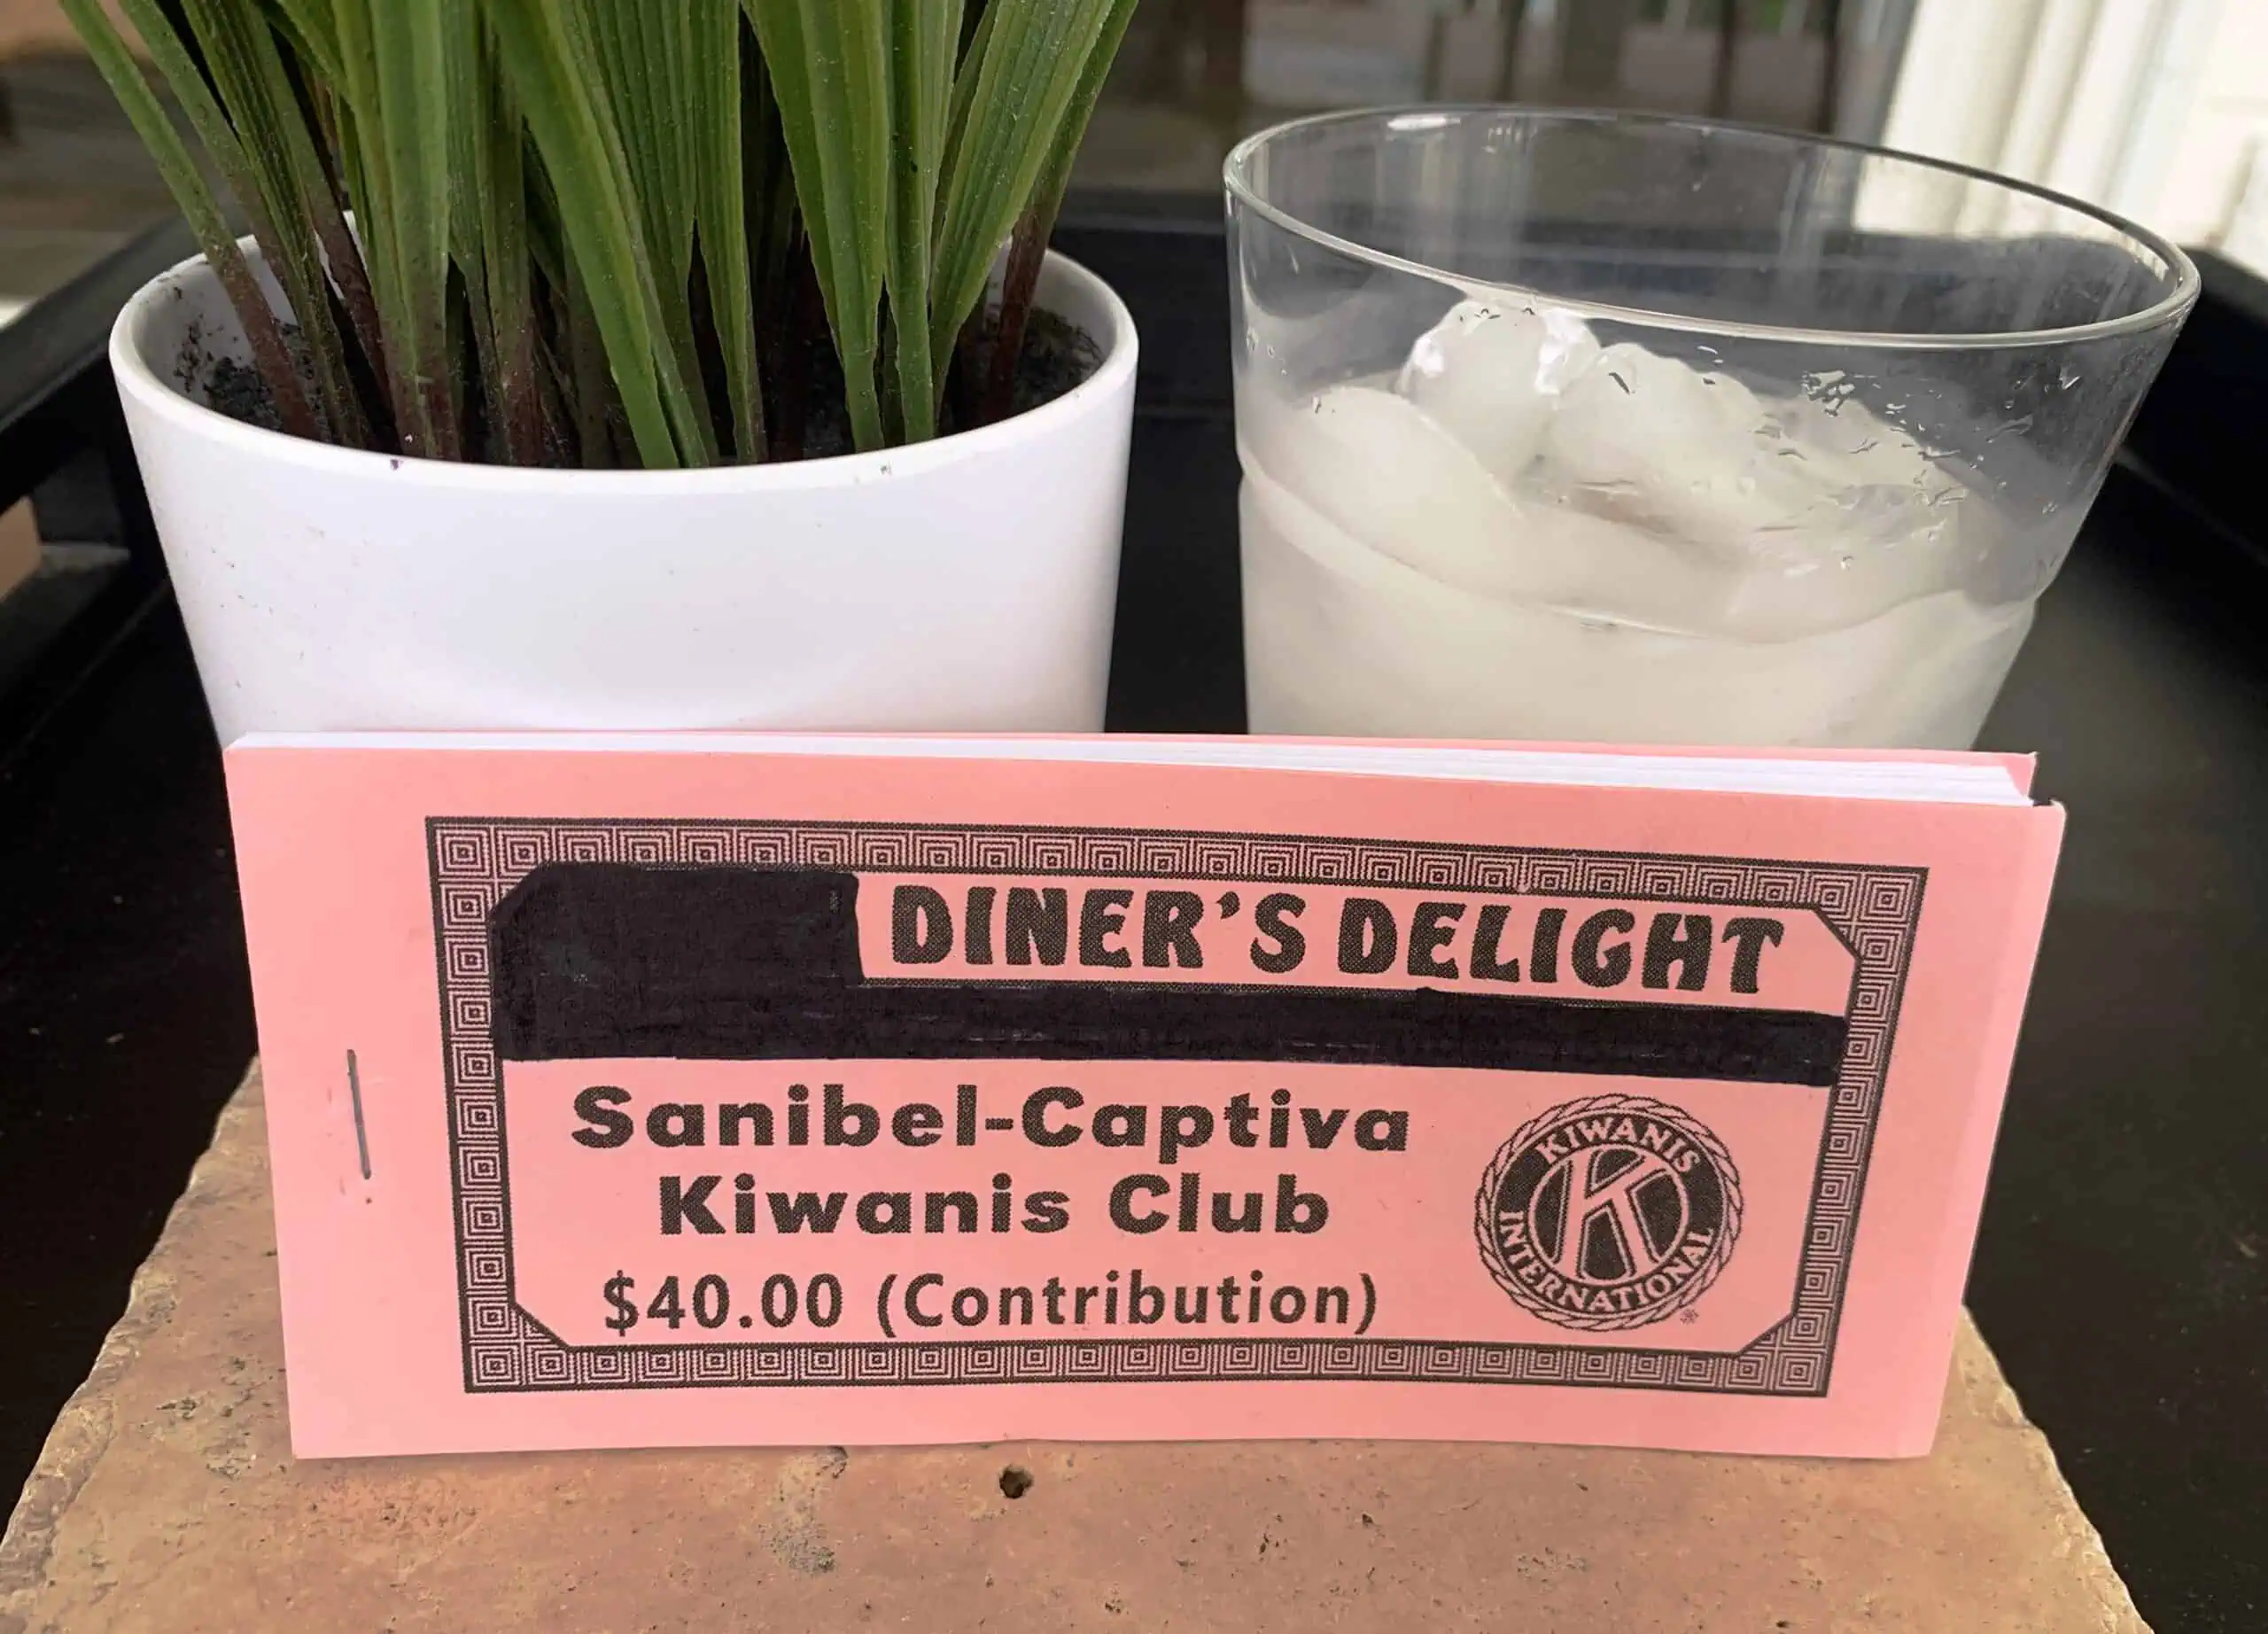 DINER'S DELIGHT
Sanibel-Captiva
Kiwanis Club
$40.00 (Contribution)
KIWANIS
K
INTERNATIONAL